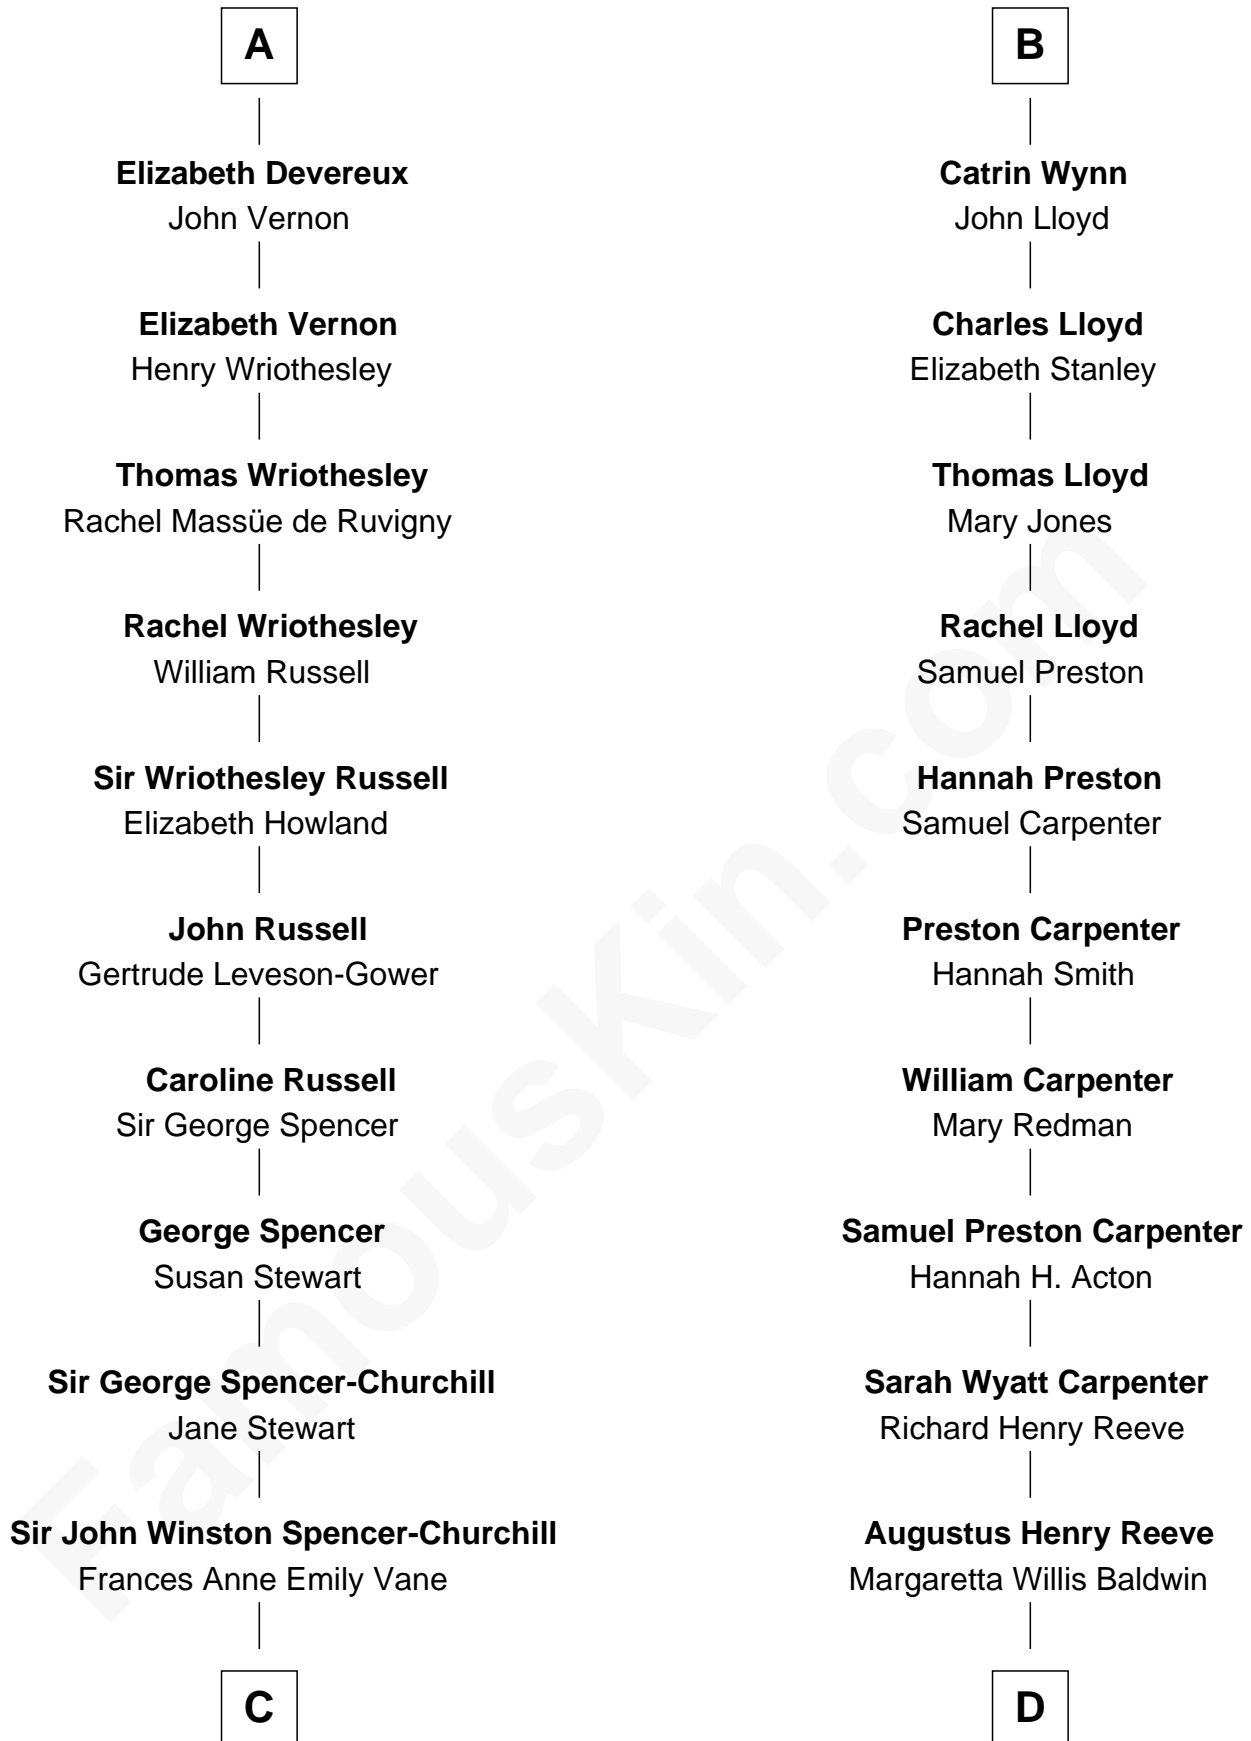 A
Elizabeth Devereux
John Vernon
Elizabeth Vernon
Henry Wriothesley
Thomas Wriothesley
Rachel Massüe de Ruvigny
Rachel Wriothesley
William Russell
Sir Wriothesley Russell
Elizabeth Howland
John Russell
Gertrude Leveson-Gower
Caroline Russell
Sir George Spencer
George Spencer
Susan Stewart
Sir George Spencer-Churchill
Jane Stewart
Sir John Winston Spencer-Churchill
Frances Anne Emily Vane
C
B
Catrin Wynn
John Lloyd
Charles Lloyd
Elizabeth Stanley
Thomas Lloyd
Mary Jones
Rachel Lloyd
Samuel Preston
Hannah Preston
Samuel Carpenter
Preston Carpenter
Hannah Smith
William Carpenter
Mary Redman
Samuel Preston Carpenter
Hannah H. Acton
Sarah Wyatt Carpenter
Richard Henry Reeve
Augustus Henry Reeve
Margaretta Willis Baldwin
D
FamousKin.com